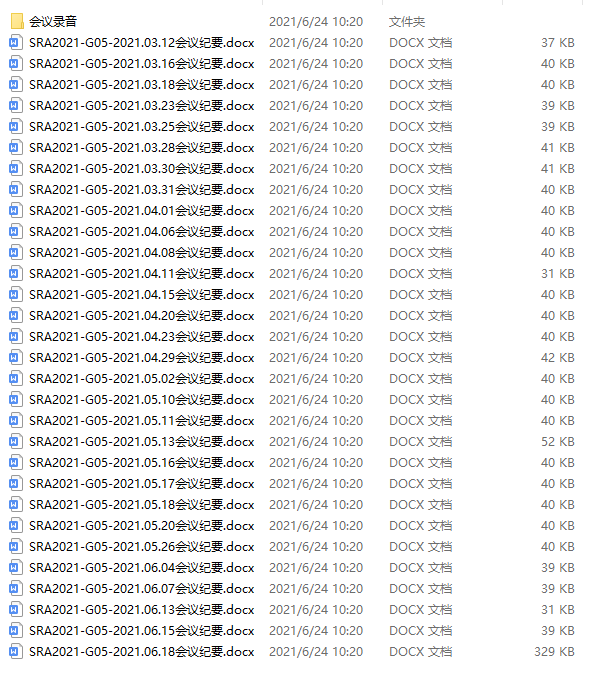 会议录音 2021/6/24 10:20 文件夹
SRA2021-G05-2021.03.12会议纪要.docx 2021/6/24 10:20 DOCX 文档 37 KB
SRA2021-G05-2021.03.16会议纪要.docx 2021/6/24 10:20 DOCX 文档 40 KB
SRA2021-G05-2021.03.18会议纪要.docx 2021/6/24 10:20 DOCX 文档 40 KB
SRA2021-G05-2021.03.23会议纪要.docx 2021/6/24 10:20 DOCX 文档 39 KB
SRA2021-G05-2021.03.25会议纪要.docx 2021/6/24 10:20 DOCX 文档 39 KB
SRA2021-G05-2021.03.28会议纪要.docx 2021/6/24 10:20 DOCX 文档 41 KB
SRA2021-G05-2021.03.30会议纪要.docx 2021/6/24 10:20 DOCX 文档 41 KB
SRA2021-G05-2021.03.31会议纪要.docx 2021/6/24 10:20 DOCX 文档 40 KB
SRA2021-G05-2021.04.01会议纪要.docx 2021/6/24 10:20 DOCX 文档 40 KB
SRA2021-G05-2021.04.06会议纪要.docx 2021/6/24 10:20 DOCX 文档 40 KB
SRA2021-G05-2021.04.08会议纪要.docx 2021/6/24 10:20 DOCX 文档 40 KB
SRA2021-G05-2021.04.11会议纪要.docx 2021/6/24 10:20 DOCX 文档 31 KB
SRA2021-G05-2021.04.15会议纪要.docx 2021/6/24 10:20 DOCX 文档 40 KB
SRA2021-G05-2021.04.20会议纪要.docx 2021/6/24 10:20 DOCX 文档 40 KB
SRA2021-G05-2021.04.23会议纪要.docx 2021/6/24 10:20 DOCX 文档 40 KB
SRA2021-G05-2021.04.29会议纪要.docx 2021/6/24 10:20 DOCX 文档 42 KB
SRA2021-G05-2021.05.02会议纪要.docx 2021/6/24 10:20 DOCX 文档 40 KB
SRA2021-G05-2021.05.10会议纪要.docx 2021/6/24 10:20 DOCX 文档 40 KB
SRA2021-G05-2021.05.11会议纪要.docx 2021/6/24 10:20 DOCX 文档 40 KB
SRA2021-G05-2021.05.13会议纪要.docx 2021/6/24 10:20 DOCX 文档 52 KB
SRA2021-G05-2021.05.16会议纪要.docx 2021/6/24 10:20 DOCX 文档 40 KB
SRA2021-G05-2021.05.17会议纪要.docx 2021/6/24 10:20 DOCX 文档 40 KB
SRA2021-G05-2021.05.18会议纪要.docx 2021/6/24 10:20 DOCX 文档 40 KB
SRA2021-G05-2021.05.20会议纪要.docx 2021/6/24 10:20 DOCX 文档 40 KB
SRA2021-G05-2021.05.26会议纪要.docx 2021/6/24 10:20 DOCX 文档 40 KB
SRA2021-G05-2021.06.04会议纪要.docx 2021/6/24 10:20 DOCX 文档 39 KB
SRA2021-G05-2021.06.07会议纪要.docx 2021/6/24 10:20 DOCX 文档 39 KB
SRA2021-G05-2021.06.13会议纪要.docx 2021/6/24 10:20 DOCX 文档 31 KB
SRA2021-G05-2021.06.15会议纪要.docx 2021/6/24 10:20 DOCX 文档 39 KB
SRA2021-G05-2021.06.18会议纪要.docx 2021/6/24 10:20 DOCX 文档 329 KB